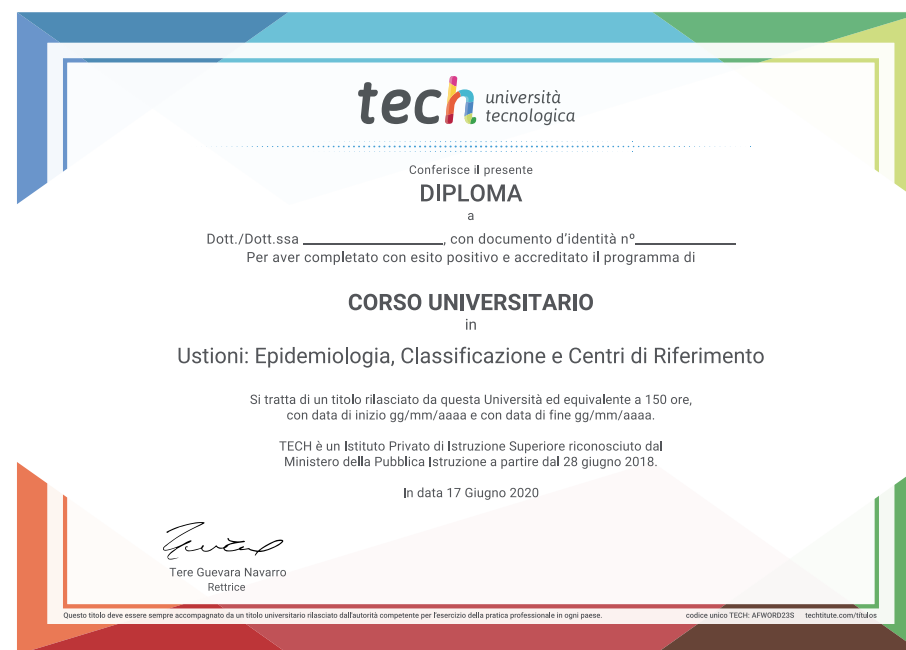 tech università
tecnologica
Conferisce il presente
DIPLOMA
a
Dott./Dott.ssa ____________, con documento d'identità nº____________
Per aver completato con esito positivo e accreditato il programma di
CORSO UNIVERSITARIO
in
Ustioni: Epidemiologia, Classificazione e Centri di Riferimento
Si tratta di un titolo rilasciato da questa Università ed equivalente a 150 ore,
con data di inizio gg/mm/aaaa e con data di fine gg/mm/aaaa.
TECH è un Istituto Privato di Istruzione Superiore riconosciuto dal
Ministero della Pubblica Istruzione a partire dal 28 giugno 2018.
In data 17 Giugno 2020
Tere Guevara Navarro
Rettrice
Questo titolo deve essere sempre accompagnato da un titolo universitario rilasciato dall'autorità competente per l'esercizio della pratica professionale in ogni paese. codice unico TECH: AFWORD23S techtitute.com/titulos